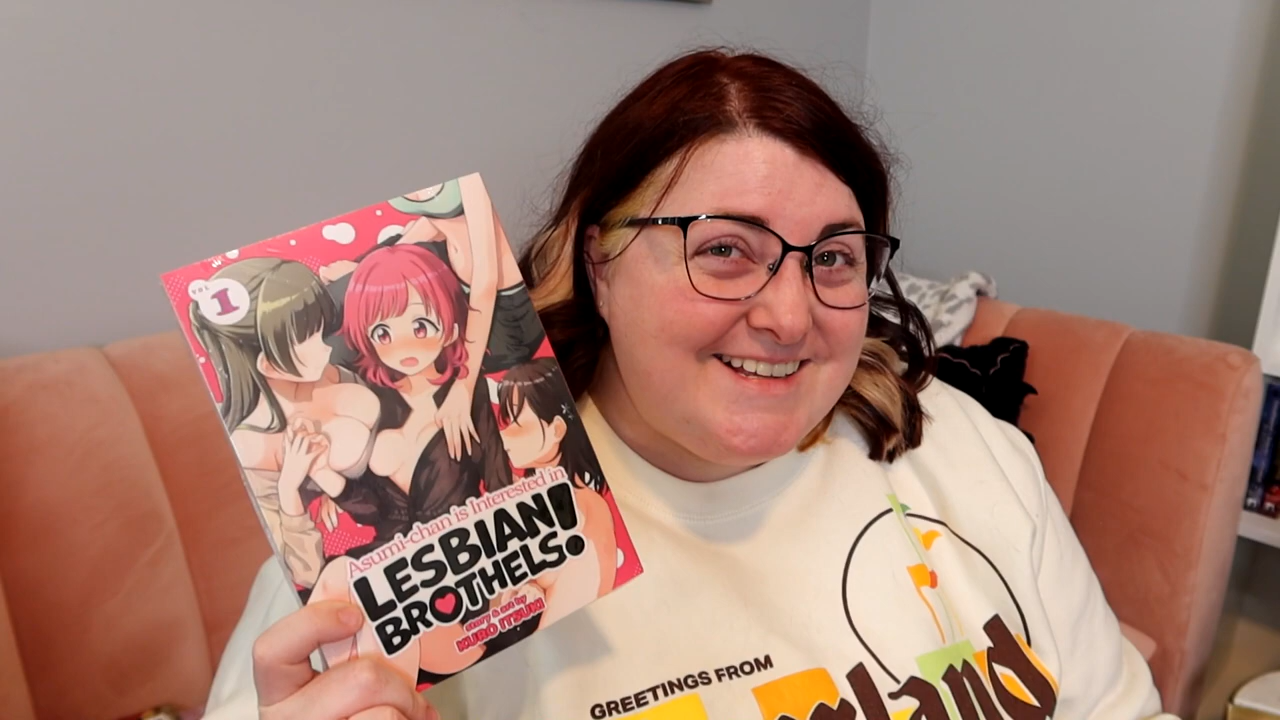 VOL
1
Asumi-chan is Interested in
LESBIAN
BROTHELS!
story & art by
KURO ITSUKI
GREETINGS FROM